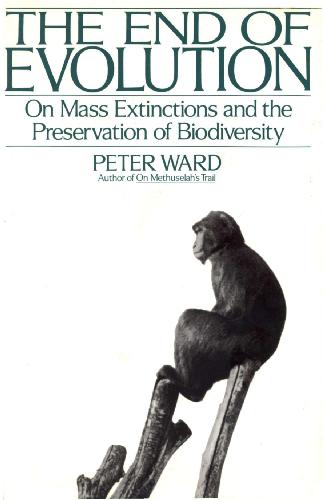 THE END OF
EVOLUTION
On Mass Extinctions and the
Preservation of Biodiversity
PETER WARD
Author of On Methuselah's Trail